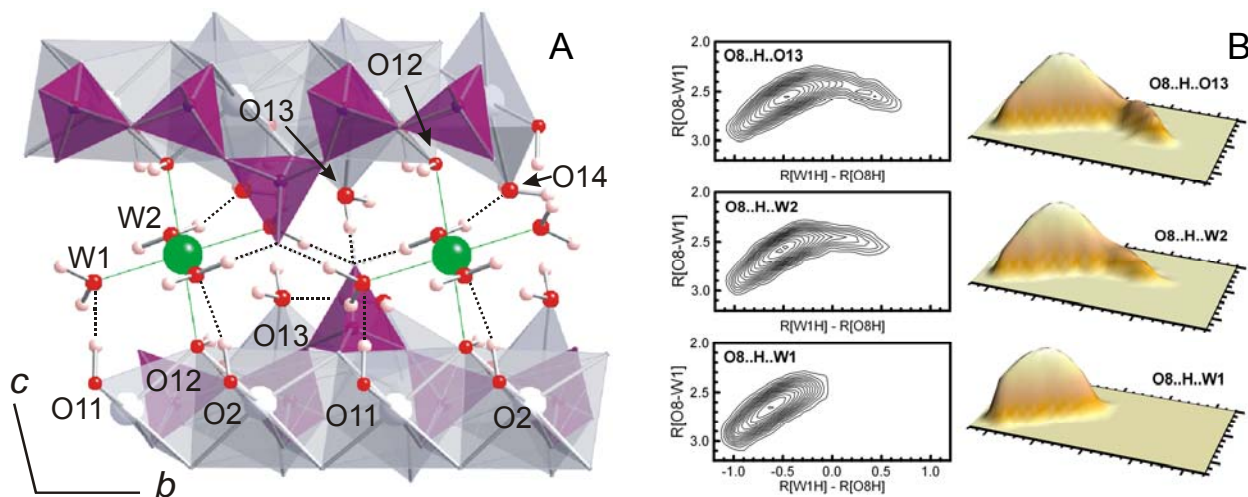 A
O12
O13
O14
W2
W1
O13
O12
O11
O2
O11
O2
c
b
B
2.0
2.5
3.0
R[O8-W1]
O8..H..O13
R[W1H] - R[O8H]
O8..H..O13
2.0
2.5
3.0
R[O8-W1]
O8..H..W2
R[W1H] - R[O8H]
O8..H..W2
2.0
2.5
3.0
R[O8-W1]
O8..H..W1
-1.0 -0.5 0.0 0.5 1.0
R[W1H] - R[O8H]
O8..H..W1